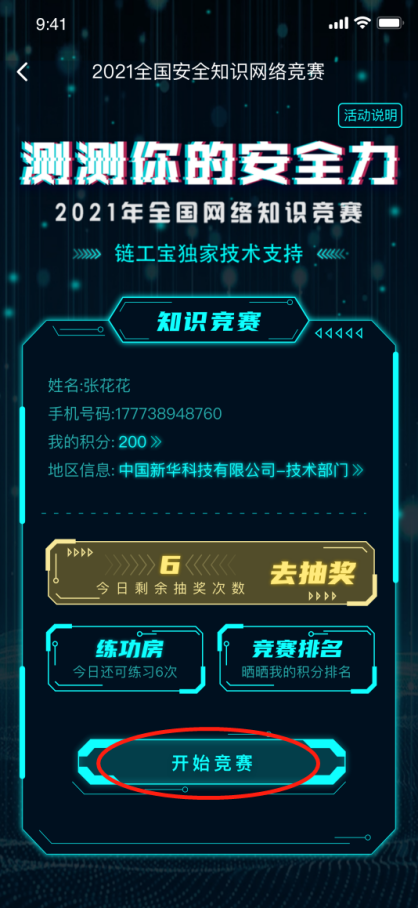 9:41
2021全国安全知识网络竞赛
活动说明
测测你的安全力
2021年全国网络知识竞赛
链工宝独家技术支持
知识竞赛
姓名:张花花
手机号码:177738948760
我的积分: 200
地区信息: 中国新华科技有限公司-技术部门
6
今日剩余抽奖次数
去抽奖
练功房
今日还可练习6次
竞赛排名
晒晒我的积分排名
开始竞赛